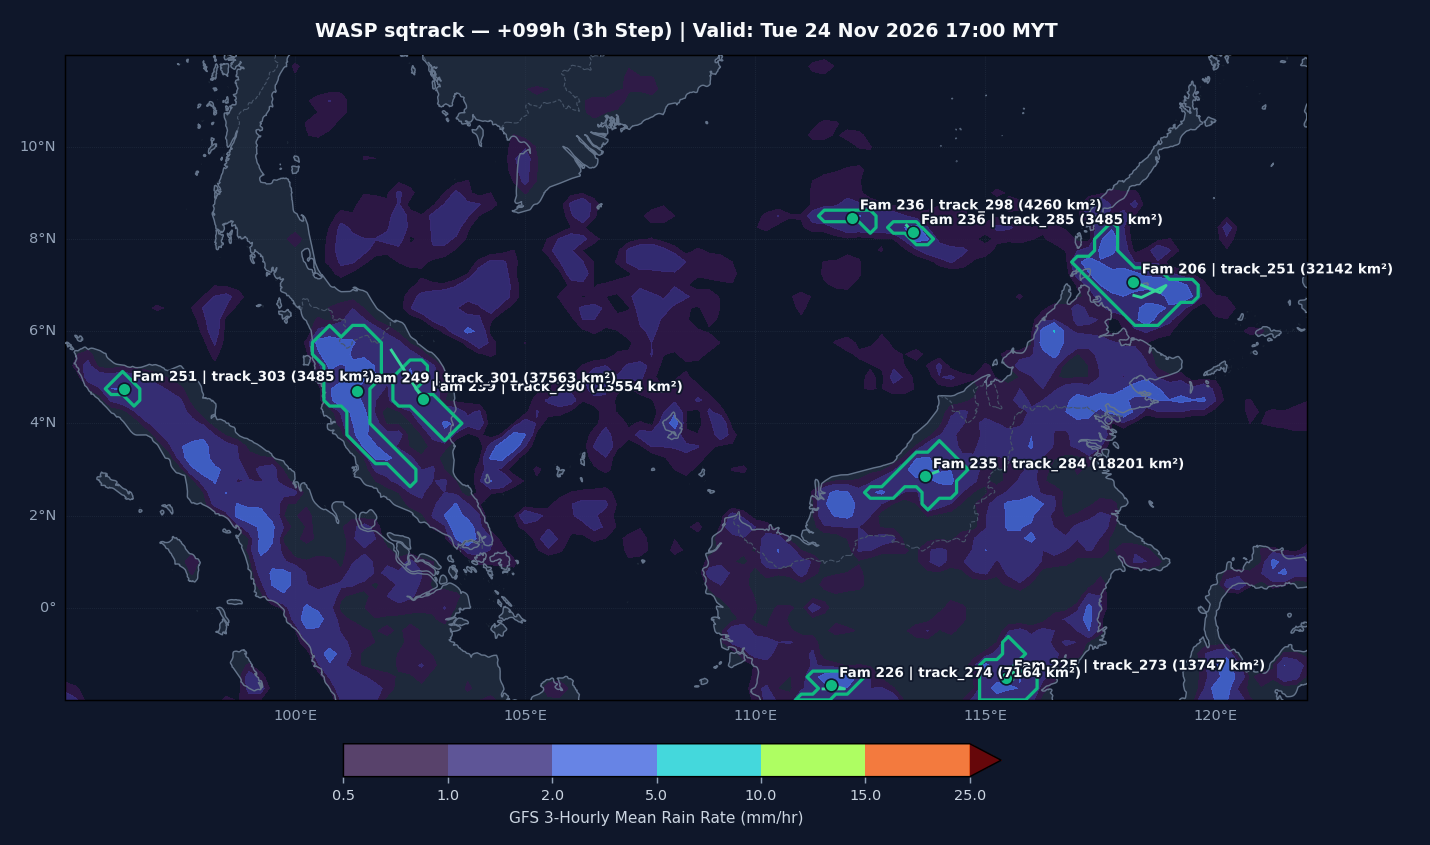 WASP sqtrack — +099h (3h Step) | Valid: Tue 24 Nov 2026 17:00 MYT
10°N
8°N
6°N
4°N
2°N
0°
Fam 236 | track_298 (4260 km²)
Fam 236 | track_285 (3485 km²)
Fam 206 | track_251 (32142 km²)
Fam 251 | track_303 (3485 km²)
Fam 249 | track_301 (37563 km²)
track_290 (13554 km²)
Fam 235 | track_284 (18201 km²)
Fam 225 | track_273 (13747 km²)
Fam 226 | track_274 (7164 km²)
100°E 105°E 110°E 115°E 120°E
0.5 1.0 2.0 5.0 10.0 15.0 25.0
GFS 3-Hourly Mean Rain Rate (mm/hr)